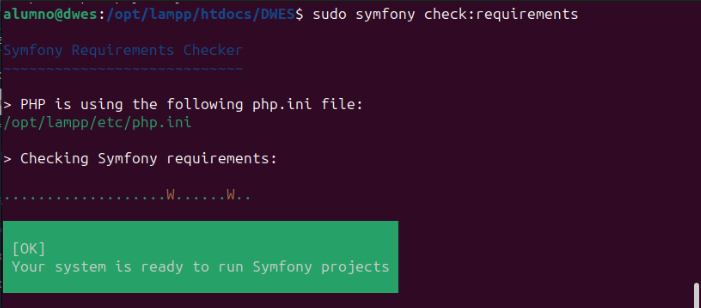 alumno@dwes:/opt/lampp/htdocs/DWES$ sudo symfony check:requirements
Symfony Requirements Checker
~~~~~~~~~~~~~~~~~~~~~~~~~~~~
> PHP is using the following php.ini file:
/opt/lampp/etc/php.ini
> Checking Symfony requirements:
...................W......W..
[OK]
Your system is ready to run Symfony projects